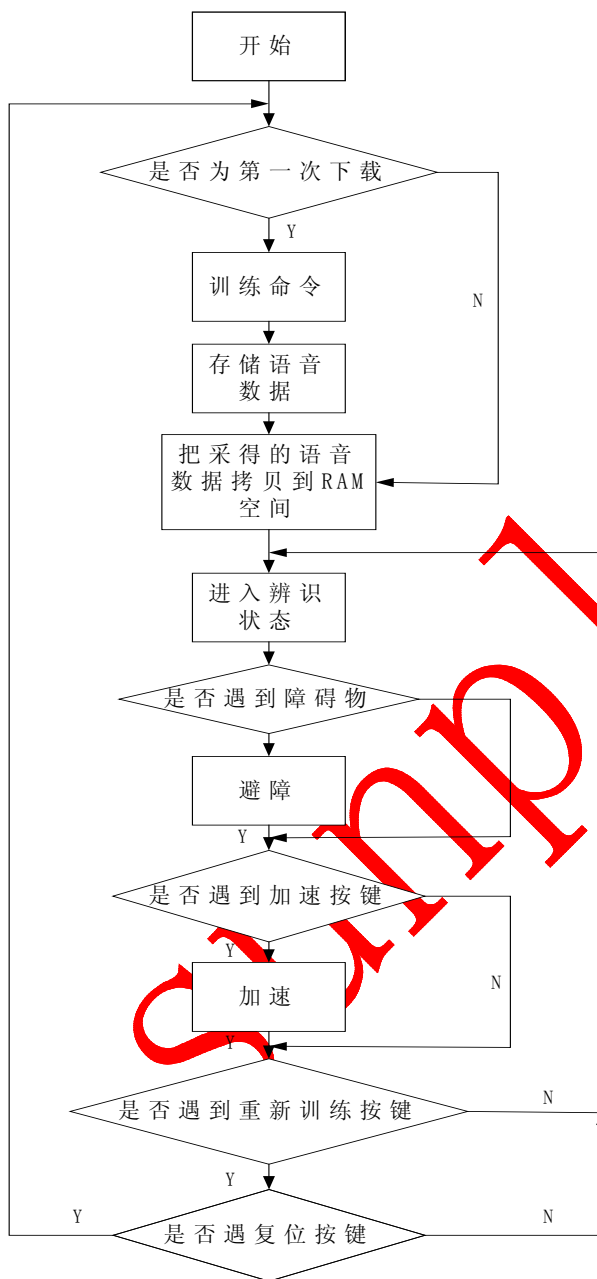 开始
是否为第一次下载
Y
训练命令
N
存储语音
数据
把采得的语音
数据拷贝到RAM
空间
进入辨识
状态
是否遇到障碍物
避障
Y
是否遇到加速按键
Y
加速
N
Y
是否遇到重新训练按键
N
Y
Y
是否遇复位按键
N